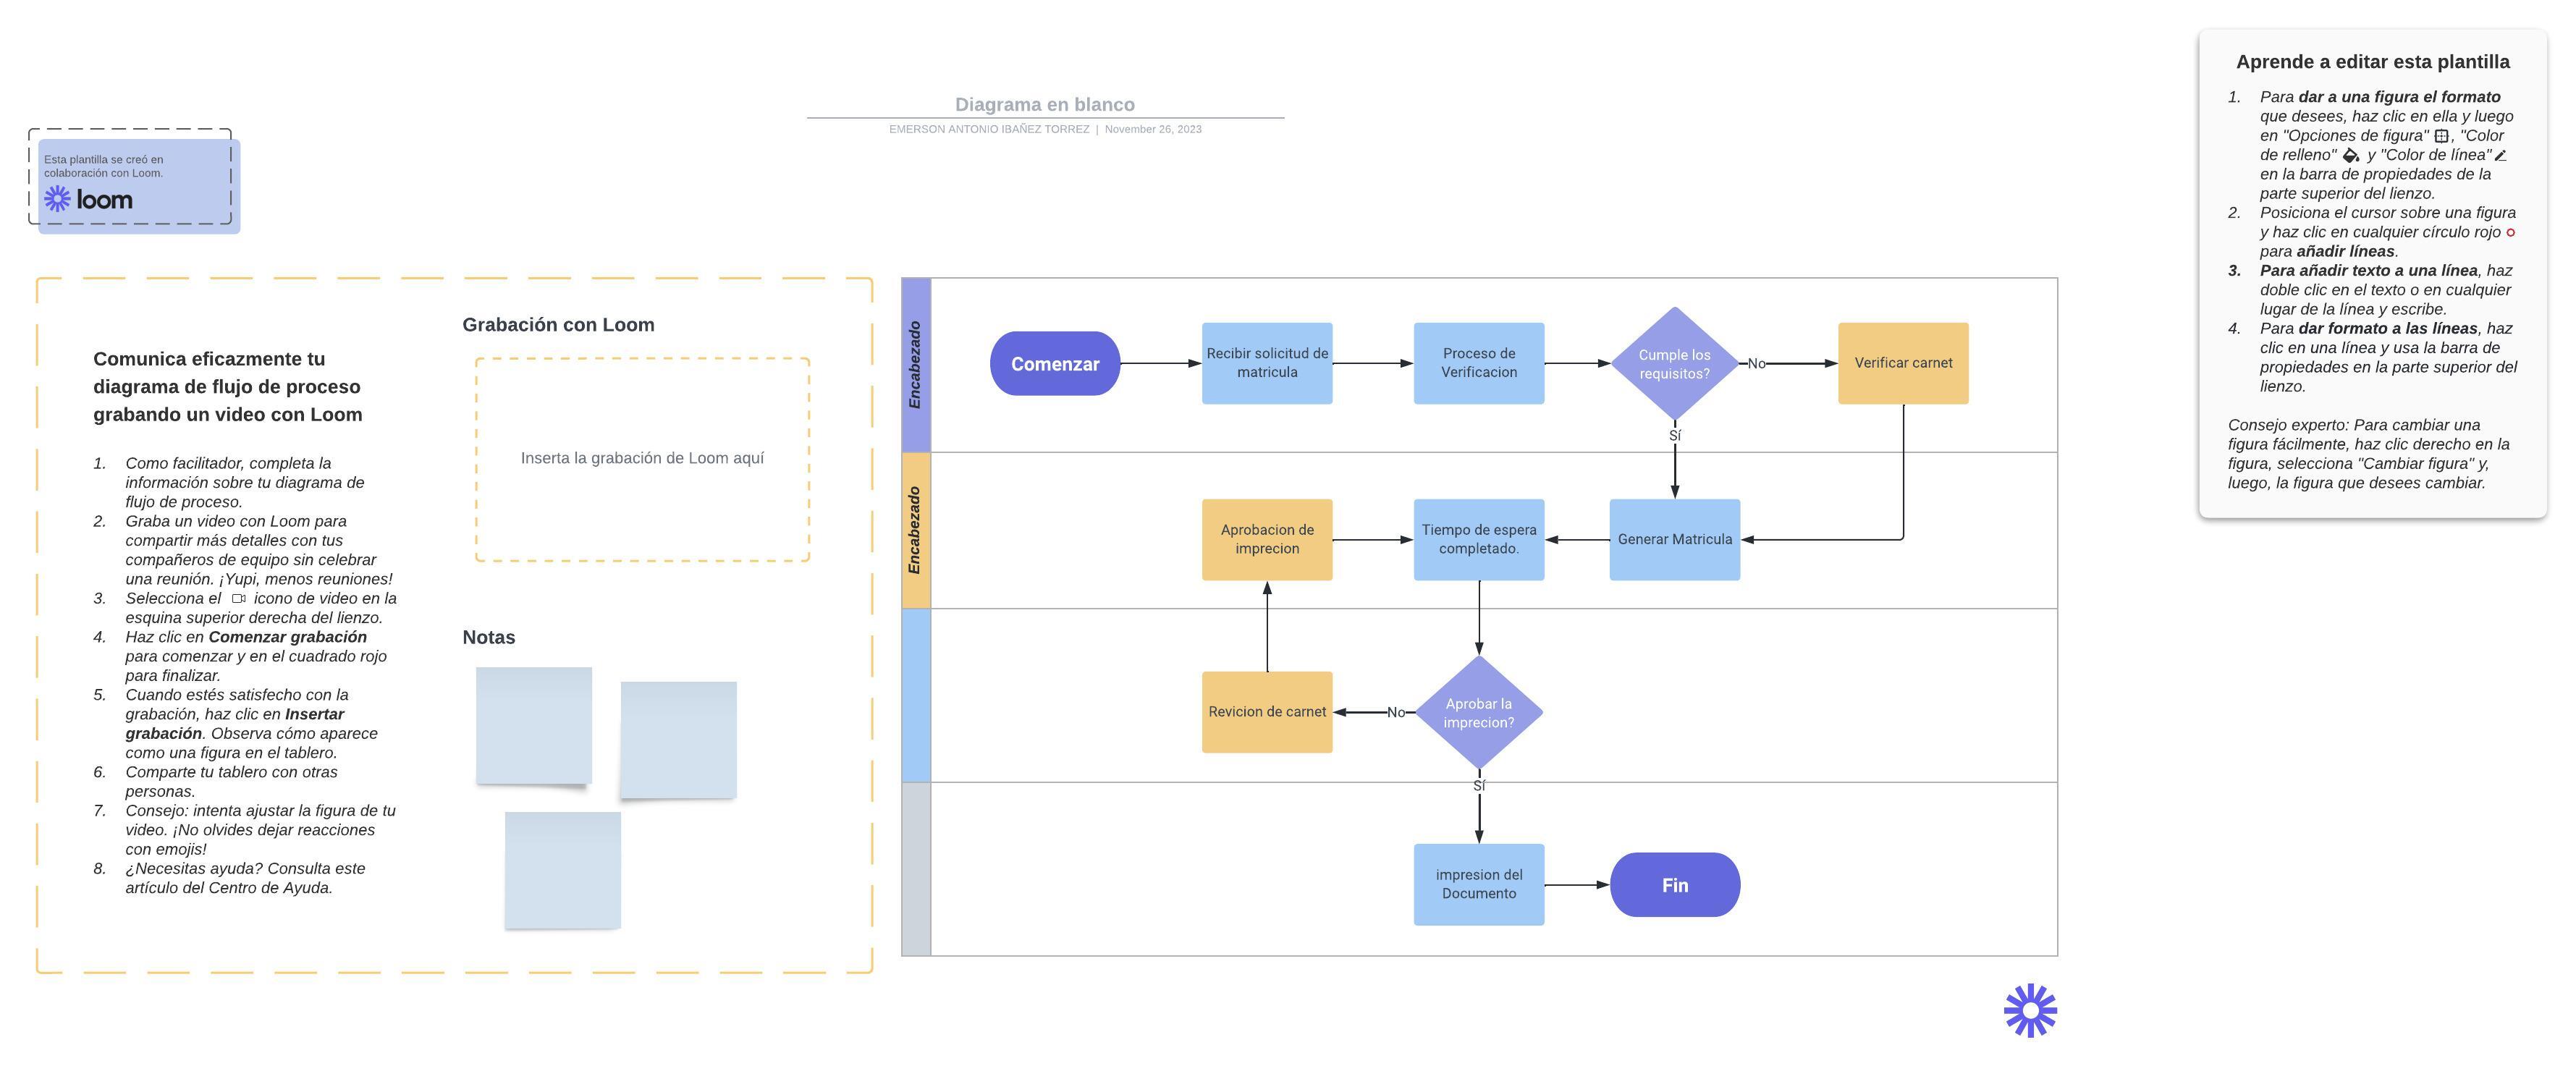 Diagrama en blanco
EMERSON ANTONIO IBAÑEZ TORREZ | November 26, 2023
Esta plantilla se creó en
colaboración con Loom.
loom
Comunica eficazmente tu
diagrama de flujo de proceso
grabando un video con Loom
1. Como facilitador, completa la
información sobre tu diagrama de
flujo de proceso.
2. Graba un video con Loom para
compartir más detalles con tus
compañeros de equipo sin celebrar
una reunión. ¡Yupi, menos reuniones!
3. Selecciona el icono de video en la
esquina superior derecha del lienzo.
4. Haz clic en Comenzar grabación
para comenzar y en el cuadrado rojo
para finalizar.
5. Cuando estés satisfecho con la
grabación, haz clic en Insertar
grabación. Observa cómo aparece
como una figura en el tablero.
6. Comparte tu tablero con otras
personas.
7. Consejo: intenta ajustar la figura de tu
video. ¡No olvides dejar reacciones
con emojis!
8. ¿Necesitas ayuda? Consulta este
artículo del Centro de Ayuda.
Grabación con Loom
Inserta la grabación de Loom aquí
Notas
Encabezado
Comenzar
Recibir solicitud de
matricula
Proceso de
Verificacion
Cumple los
requisitos?
No
Verificar carnet
Sí
Encabezado
Aprobacion de
imprecion
Tiempo de espera
completado.
Generar Matricula
Revicion de carnet
No
Aprobar la
imprecion?
Sí
impresion del
Documento
Fin
Aprende a editar esta plantilla
1. Para dar a una figura el formato
que desees, haz clic en ella y luego
en "Opciones de figura" , "Color
de relleno" y "Color de línea"
en la barra de propiedades de la
parte superior del lienzo.
2. Posiciona el cursor sobre una figura
y haz clic en cualquier círculo rojo
para añadir líneas.
3. Para añadir texto a una línea, haz
doble clic en el texto o en cualquier
lugar de la línea y escribe.
4. Para dar formato a las líneas, haz
clic en una línea y usa la barra de
propiedades en la parte superior del
lienzo.
Consejo experto: Para cambiar una
figura fácilmente, haz clic derecho en la
figura, selecciona "Cambiar figura" y,
luego, la figura que desees cambiar.